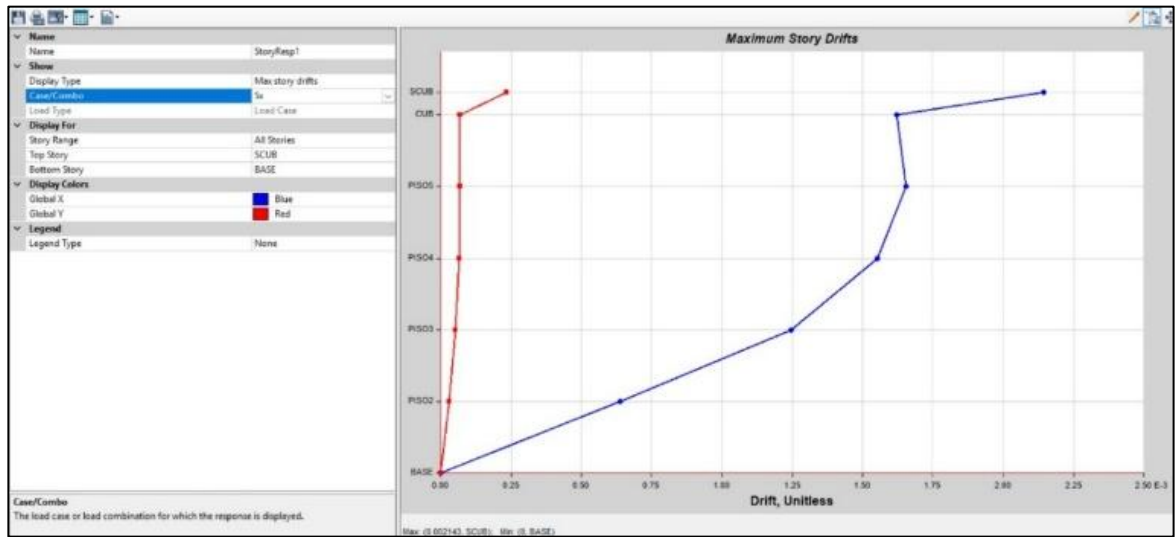 Name
Name StoryResp1
Show
Display Type Max story drifts
Case/Combo Sx
Load Type Load Case
Display For
Story Range All Stories
Top Story SCUB
Bottom Story BASE
Display Colors
Global X Blue
Global Y Red
Legend
Legend Type None
Case/Combo
The load case or load combination for which the response is displayed.
Maximum Story Drifts
SCUB
CUB
PISO5
PISO4
PISO3
PISO2
BASE
0.00 0.25 0.50 0.75 1.00 1.25 1.50 1.75 2.00 2.25 2.50 E-3
Drift, Unitless
Max: (0.002143, SCUB); Min: (0, BASE)